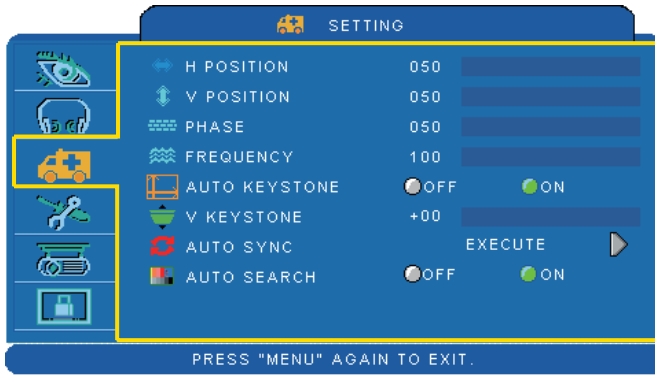 SETTING
H POSITION 050
V POSITION 050
PHASE 050
FREQUENCY 100
AUTO KEYSTONE OFF ON
V KEYSTONE +00
AUTO SYNC EXECUTE
AUTO SEARCH OFF ON
PRESS "MENU" AGAIN TO EXIT.